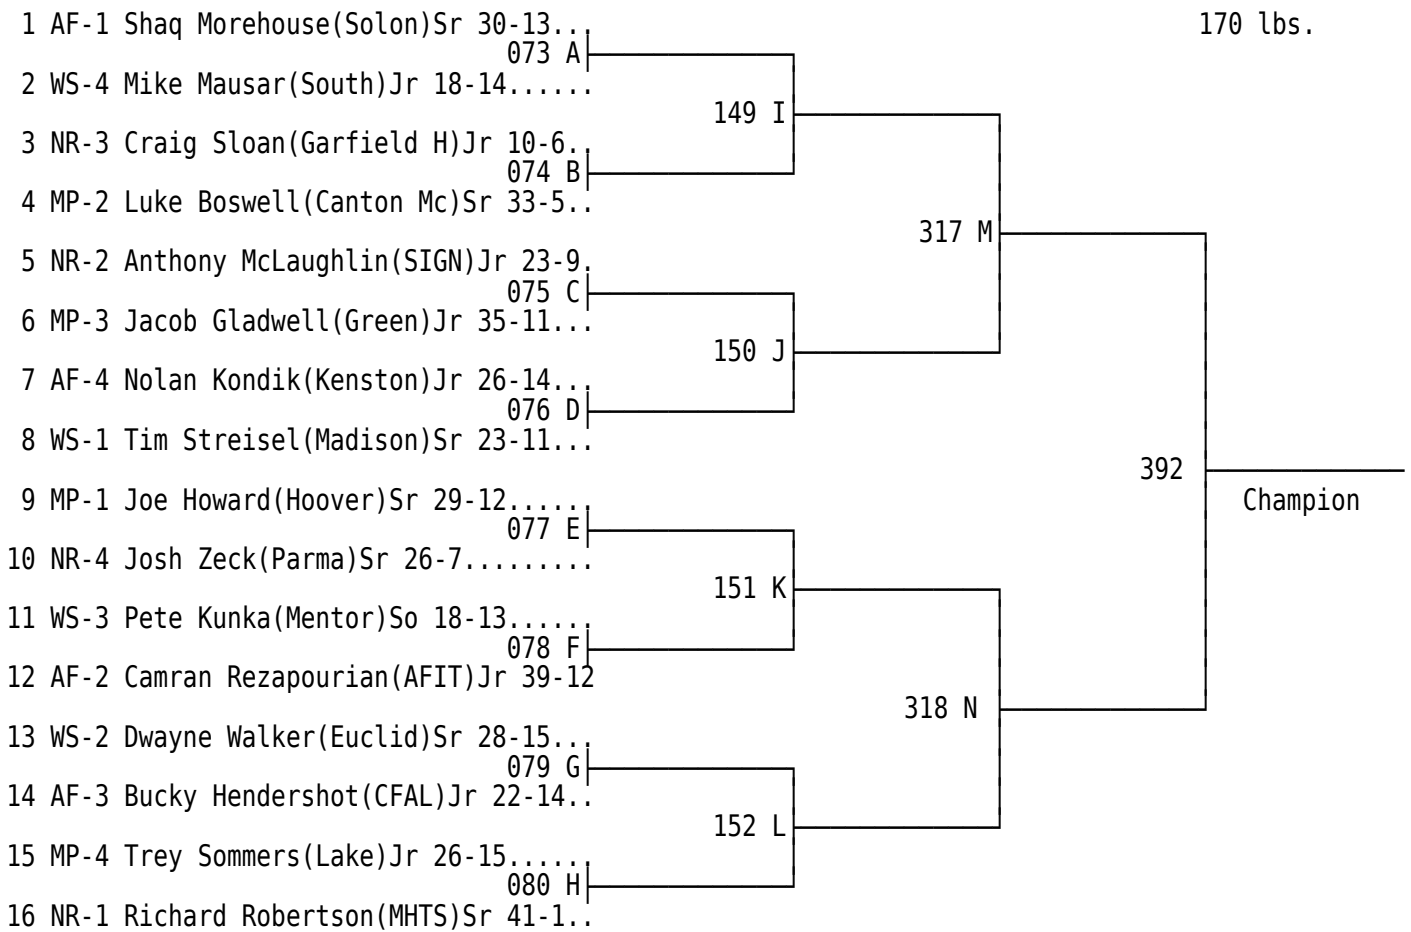 1 AF-1 Shaq Morehouse(Solon)Sr 30-13... 170 lbs.
073 A
2 WS-4 Mike Mausar(South)Jr 18-14......
149 I
3 NR-3 Craig Sloan(Garfield H)Jr 10-6..
074 B
4 MP-2 Luke Boswell(Canton Mc)Sr 33-5..
317 M
5 NR-2 Anthony McLaughlin(SIGN)Jr 23-9.
075 C
6 MP-3 Jacob Gladwell(Green)Jr 35-11...
150 J
7 AF-4 Nolan Kondik(Kenston)Jr 26-14...
076 D
8 WS-1 Tim Streisel(Madison)Sr 23-11...
392
9 MP-1 Joe Howard(Hoover)Sr 29-12...... Champion
077 E
10 NR-4 Josh Zeck(Parma)Sr 26-7.........
151 K
11 WS-3 Pete Kunka(Mentor)So 18-13......
078 F
12 AF-2 Camran Rezapourian(AFIT)Jr 39-12
318 N
13 WS-2 Dwayne Walker(Euclid)Sr 28-15...
079 G
14 AF-3 Bucky Hendershot(CFAL)Jr 22-14..
152 L
15 MP-4 Trey Sommers(Lake)Jr 26-15......
080 H
16 NR-1 Richard Robertson(MHTS)Sr 41-1..